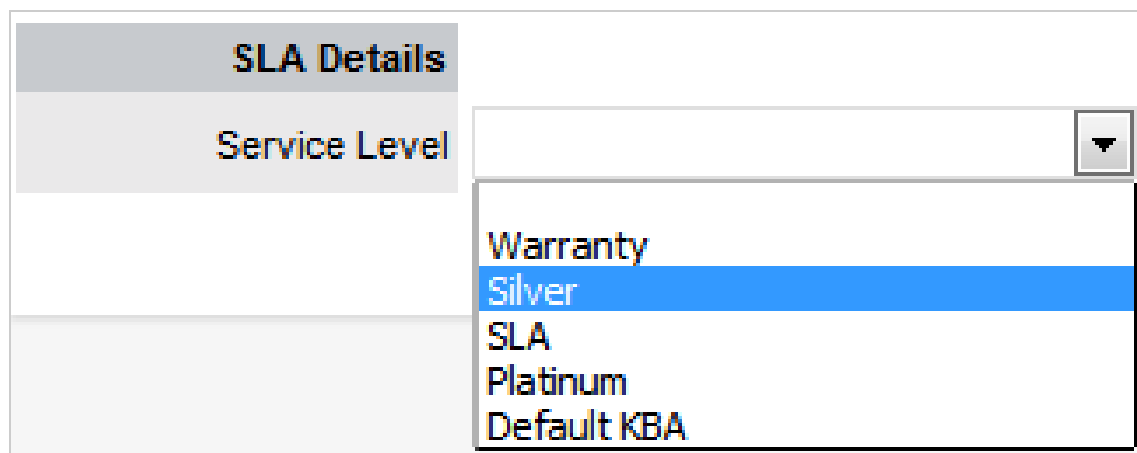 SLA Details
Service Level
Warranty
Silver
SLA
Platinum
Default KBA